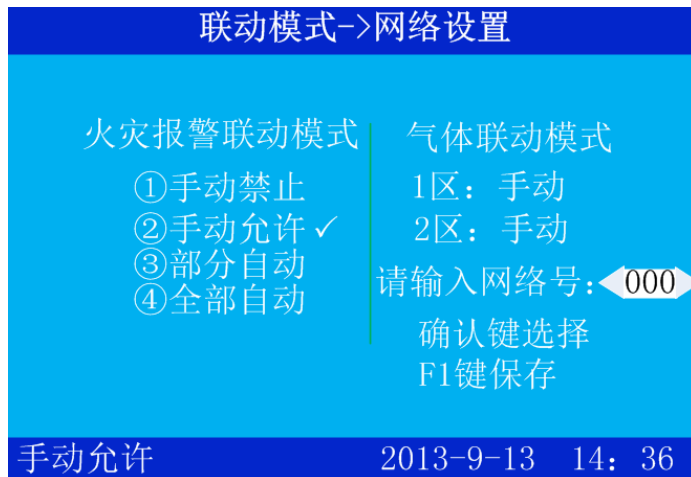 联动模式->网络设置
火灾报警联动模式
①手动禁止
②手动允许✓
③部分自动
④全部自动
气体联动模式
1区：手动
2区：手动
请输入网络号：000
确认键选择
F1键保存
手动允许 2013-9-13 14：36